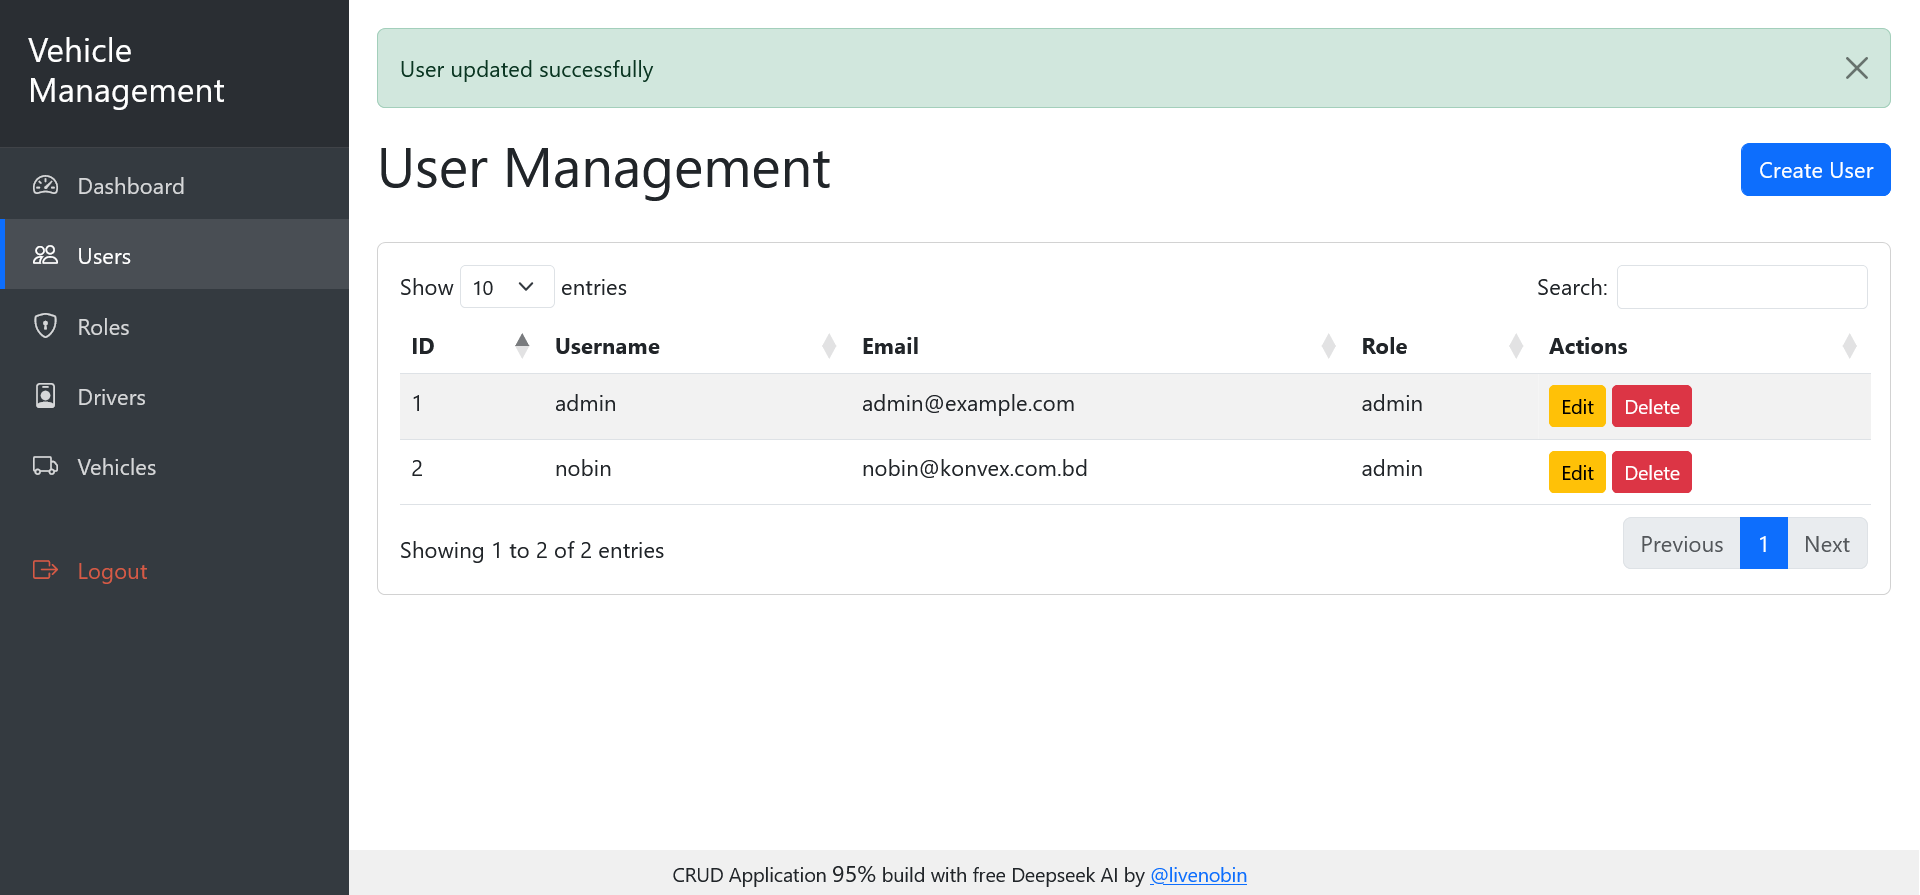 Vehicle
Management
Dashboard
Users
Roles
Drivers
Vehicles
Logout
User updated successfully
User Management
Create User
Show 10 entries
Search:
ID Username Email Role Actions
1 admin admin@example.com admin Edit Delete
2 nobin nobin@konvex.com.bd admin Edit Delete
Showing 1 to 2 of 2 entries
Previous 1 Next
CRUD Application 95% build with free Deepseek AI by @livenobin